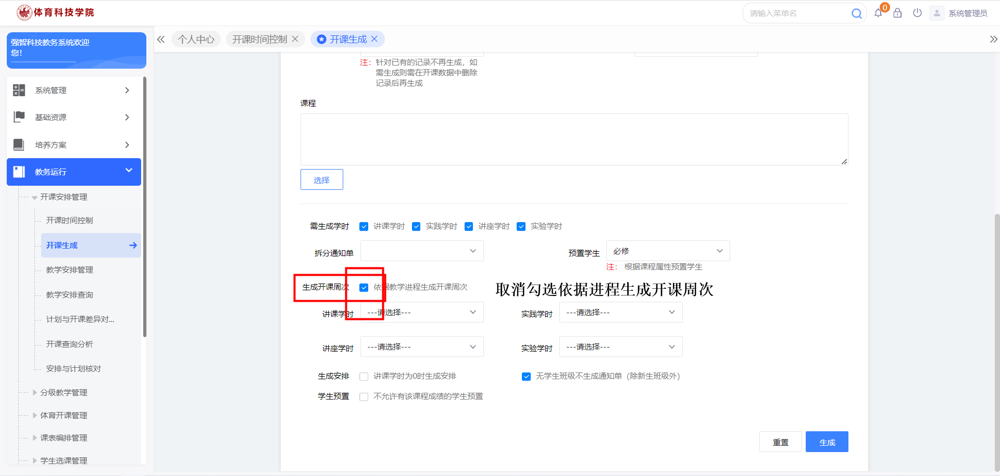 体育科技学院
请输入菜单名
0
系统管理员
强智科技教务系统欢迎
您！
个人中心
开课时间控制
开课生成
系统管理
基础资源
培养方案
教务运行
开课安排管理
开课时间控制
开课生成
教学安排管理
教学安排查询
计划与开课差异对...
开课查询分析
安排与计划核对
分级教学管理
体育开课管理
课表编排管理
学生选课管理
注：针对已有的记录不再生成，如
需生成则需在开课数据中删除
记录后再生成
课程
选择
需生成学时 讲课学时 实践学时 讲座学时 实验学时
拆分通知单 预置学生 必修
注： 根据课程属性预置学生
生成开课周次 依据教学进程生成开课周次
取消勾选依据进程生成开课周次
讲课学时 ---请选择--- 实践学时 ---请选择---
讲座学时 ---请选择--- 实验学时 ---请选择---
生成安排 讲课学时为0时生成安排 无学生班级不生成通知单（除新生班级外）
学生预置 不允许有该课程成绩的学生预置
重置 生成